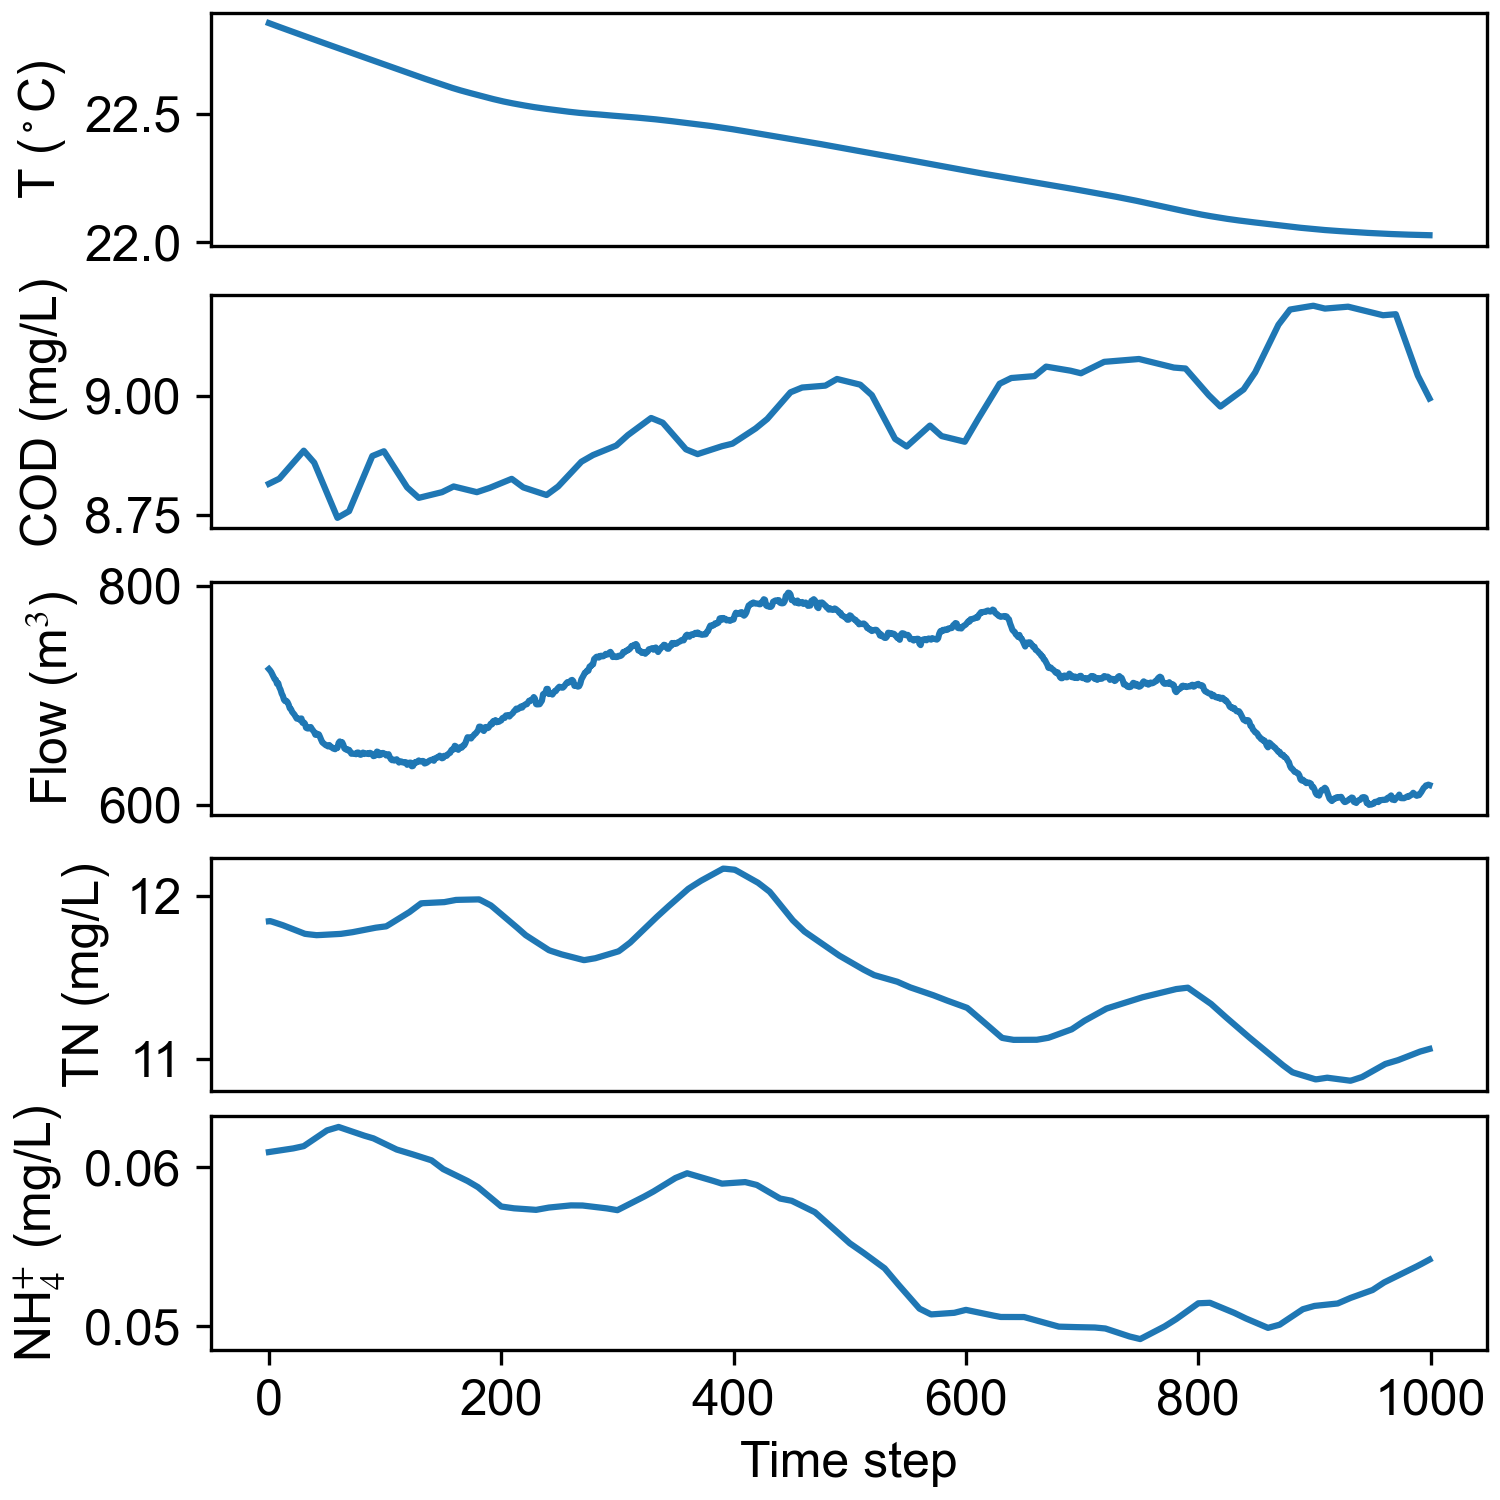 T (°C)
22.5
22.0
COD (mg/L)
9.00
8.75
Flow (m³)
800
600
TN (mg/L)
12
11
NH₄⁺ (mg/L)
0.06
0.05
0 200 400 600 800 1000
Time step